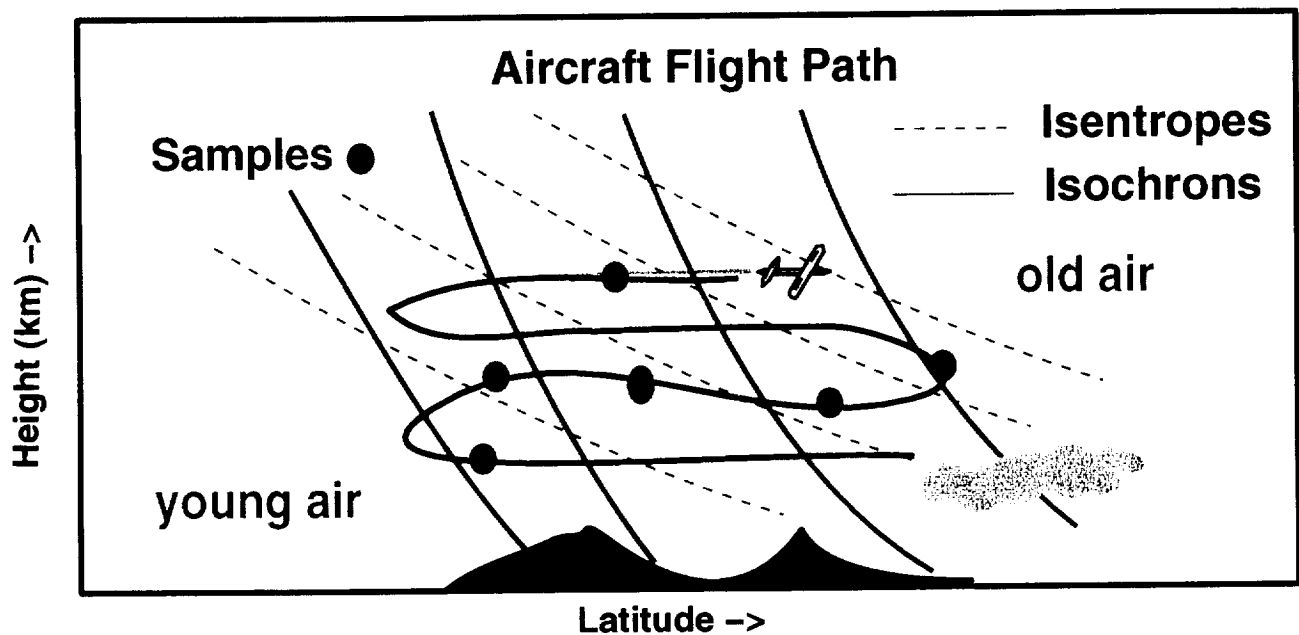 Aircraft Flight Path
Isentropes
Samples
Isochrons
old air
young air
Height (km) –>
Latitude –>